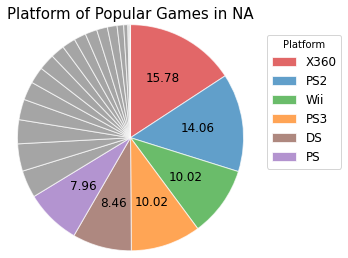 Platform of Popular Games in NA
Platform
X360
PS2
Wii
PS3
DS
PS
15.78
14.06
10.02
10.02
8.46
7.96